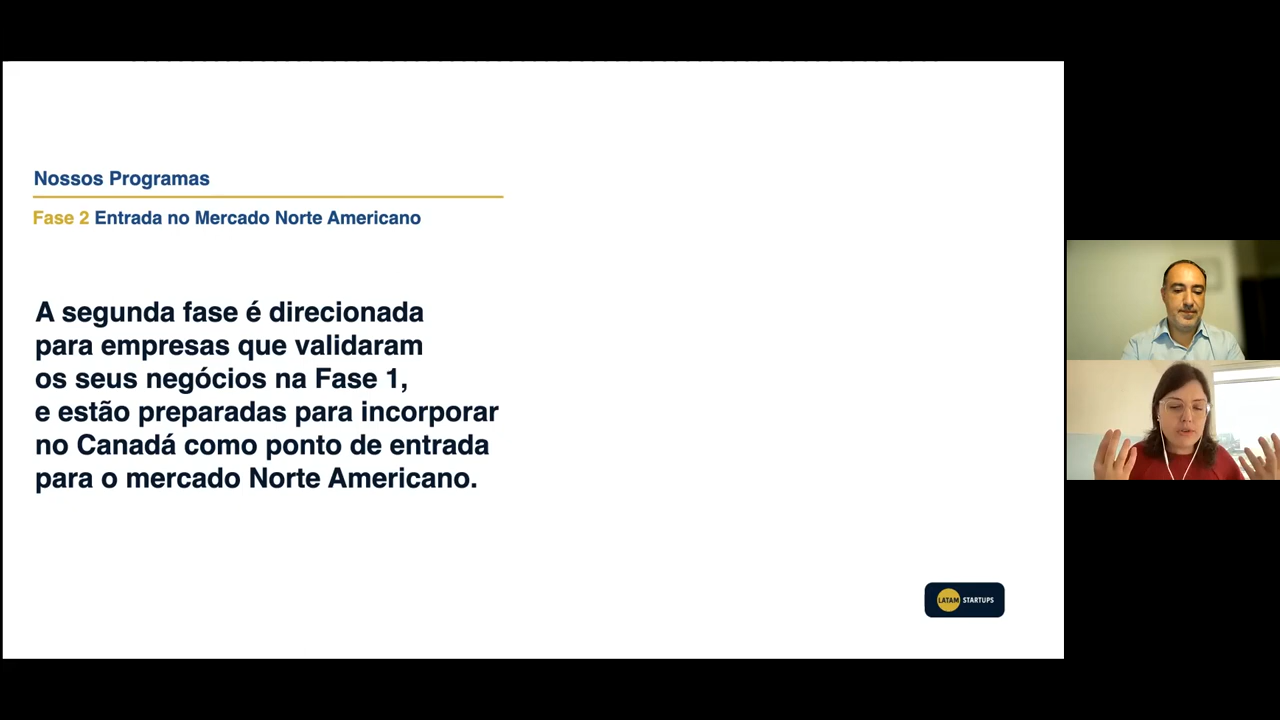 Nossos Programas
Fase 2 Entrada no Mercado Norte Americano
A segunda fase é direcionada
para empresas que validaram
os seus negócios na Fase 1,
e estão preparadas para incorporar
no Canadá como ponto de entrada
para o mercado Norte Americano.
LATAM STARTUPS